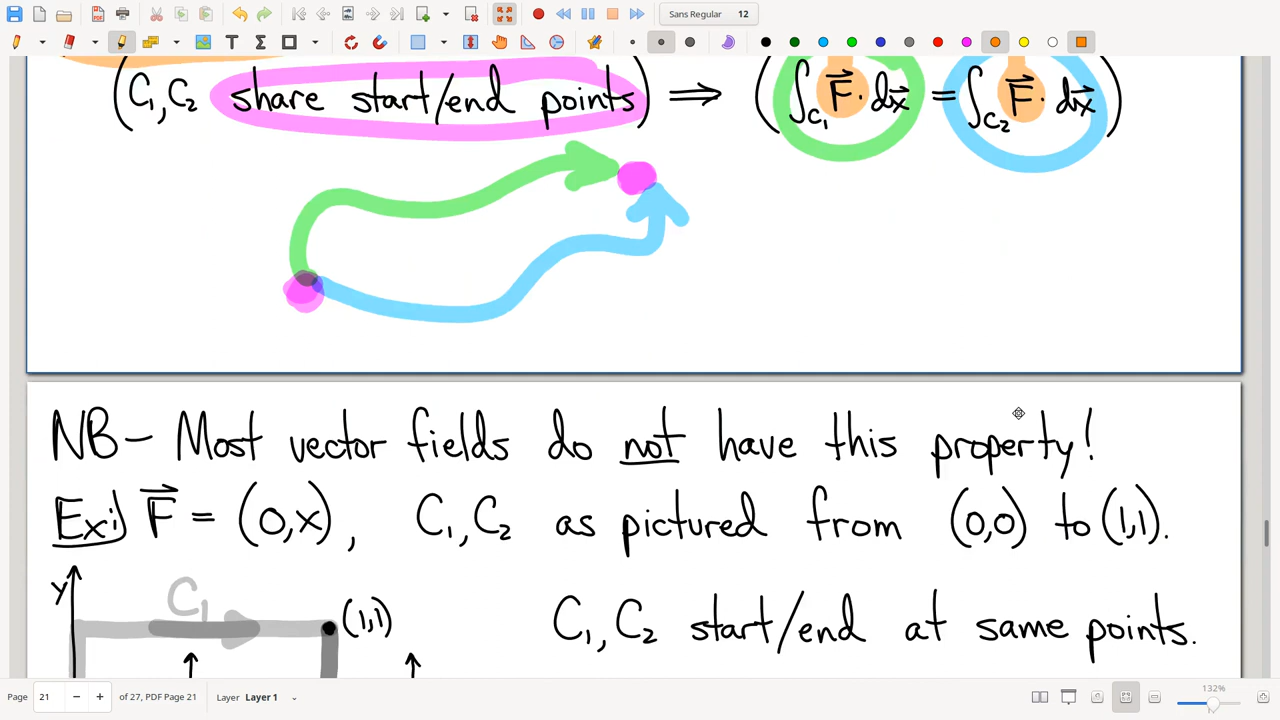 Sans Regular 12
(C₁, C₂ share start/end points) ⟹ (∫_C₁ F⃗ · dx⃗ = ∫_C₂ F⃗ · dx⃗)
NB– Most vector fields do not have this property!
Ex:) F⃗ = (0,x), C₁, C₂ as pictured from (0,0) to (1,1).
y
C₁
(1,1)
C₁, C₂ start/end at same points.
Page 21 of 27, PDF Page 21 Layer Layer 1
132%